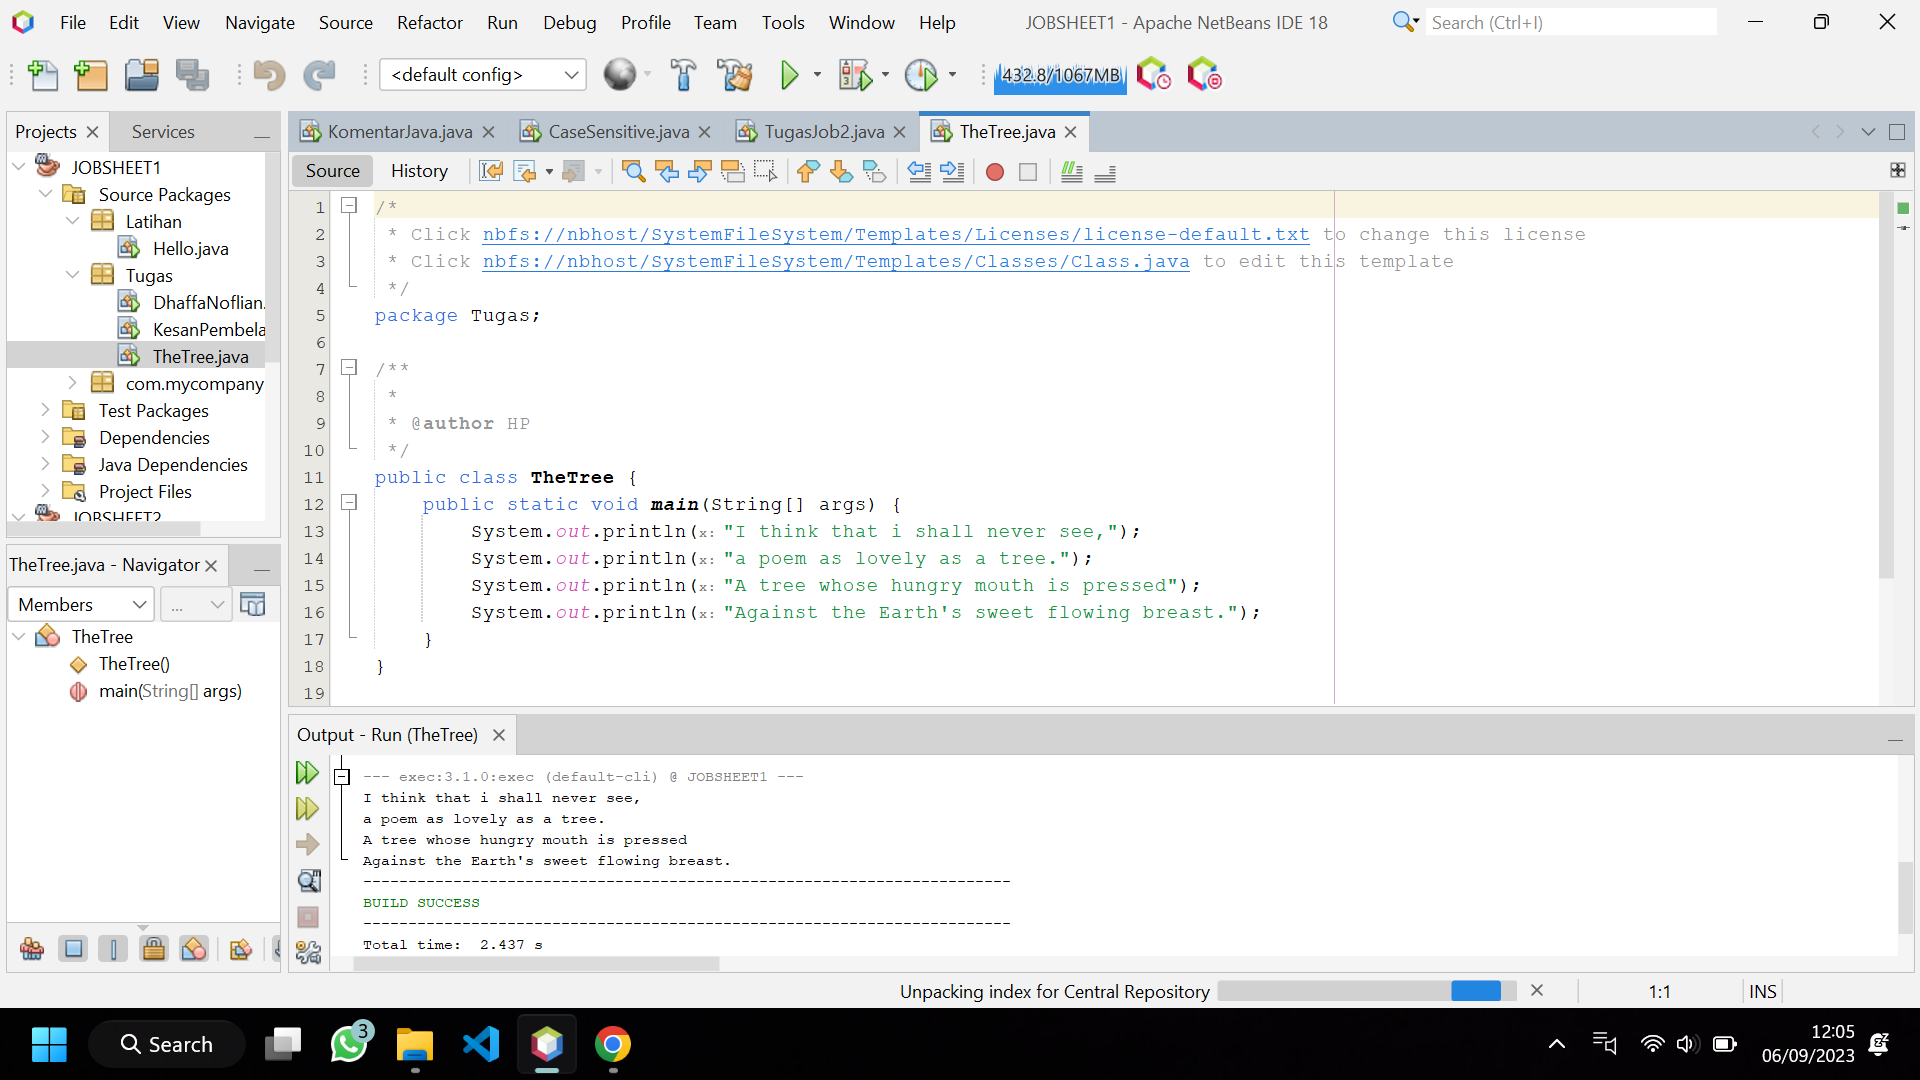 File Edit View Navigate Source Refactor Run Debug Profile Team Tools Window Help JOBSHEET1 - Apache NetBeans IDE 18 Search (Ctrl+I)
<default config> 432.8/1067MB
Projects Services
JOBSHEET1
Source Packages
Latihan
Hello.java
Tugas
DhaffaNoflian.
KesanPembela
TheTree.java
com.mycompany
Test Packages
Dependencies
Java Dependencies
Project Files
JOBSHEET2
TheTree.java - Navigator
Members ...
TheTree
TheTree()
main(String[] args)
KomentarJava.java CaseSensitive.java TugasJob2.java TheTree.java
Source History
1 /*
2 * Click nbfs://nbhost/SystemFileSystem/Templates/Licenses/license-default.txt to change this license
3 * Click nbfs://nbhost/SystemFileSystem/Templates/Classes/Class.java to edit this template
4 */
5 package Tugas;
6
7 /**
8 *
9 * @author HP
10 */
11 public class TheTree {
12 public static void main(String[] args) {
13 System.out.println(x: "I think that i shall never see,");
14 System.out.println(x: "a poem as lovely as a tree.");
15 System.out.println(x: "A tree whose hungry mouth is pressed");
16 System.out.println(x: "Against the Earth's sweet flowing breast.");
17 }
18 }
19
Output - Run (TheTree)
--- exec:3.1.0:exec (default-cli) @ JOBSHEET1 ---
I think that i shall never see,
a poem as lovely as a tree.
A tree whose hungry mouth is pressed
Against the Earth's sweet flowing breast.
------------------------------------------------------------------------
BUILD SUCCESS
------------------------------------------------------------------------
Total time:  2.437 s
Unpacking index for Central Repository 1:1 INS
Search 3 12:05
06/09/2023